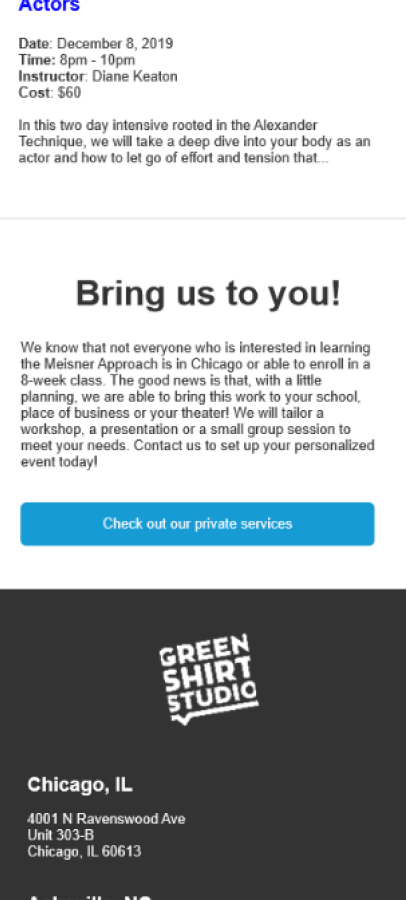 Actors
Date: December 8, 2019
Time: 8pm - 10pm
Instructor: Diane Keaton
Cost: $60
In this two day intensive rooted in the Alexander
Technique, we will take a deep dive into your body as an
actor and how to let go of effort and tension that...
Bring us to you!
We know that not everyone who is interested in learning
the Meisner Approach is in Chicago or able to enroll in a
8-week class. The good news is that, with a little
planning, we are able to bring this work to your school,
place of business or your theater! We will tailor a
workshop, a presentation or a small group session to
meet your needs. Contact us to set up your personalized
event today!
Check out our private services
GREEN
SHIRT
STUDIO
Chicago, IL
4001 N Ravenswood Ave
Unit 303-B
Chicago, IL 60613